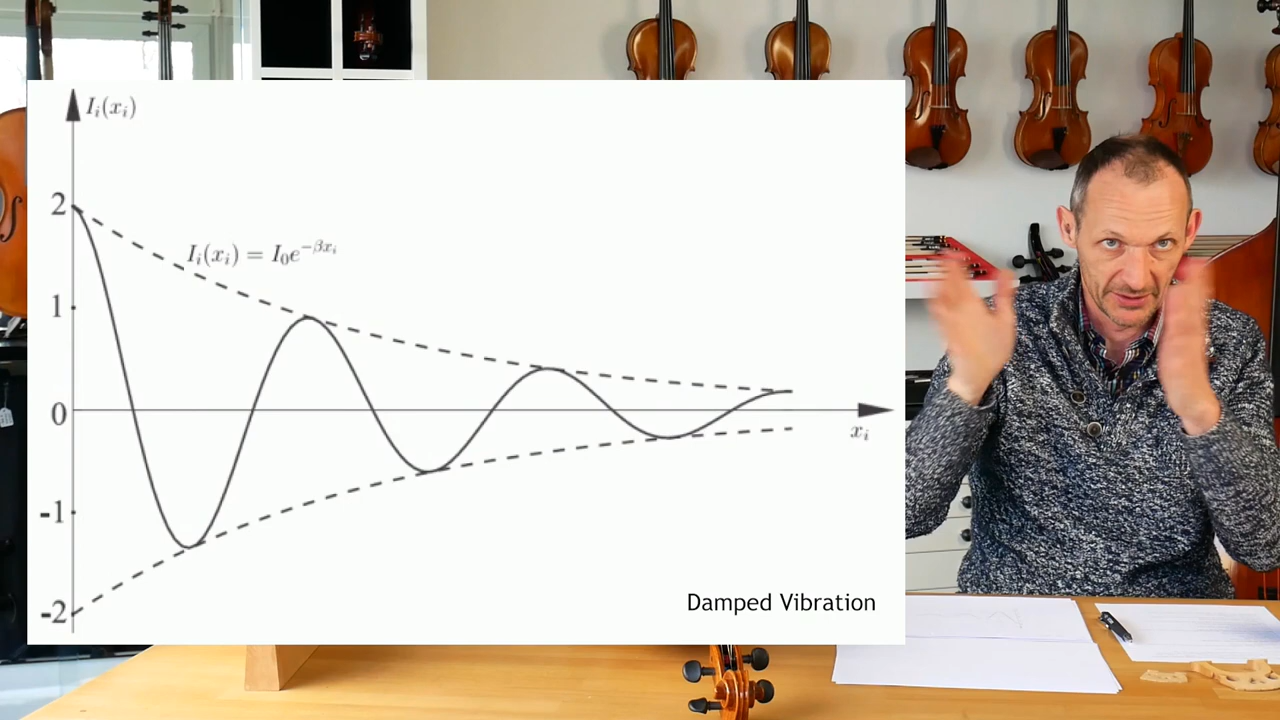 I_i(x_i)
2
I_i(x_i) = I_0e^{-βx_i}
1
0
x_i
-1
-2
Damped Vibration